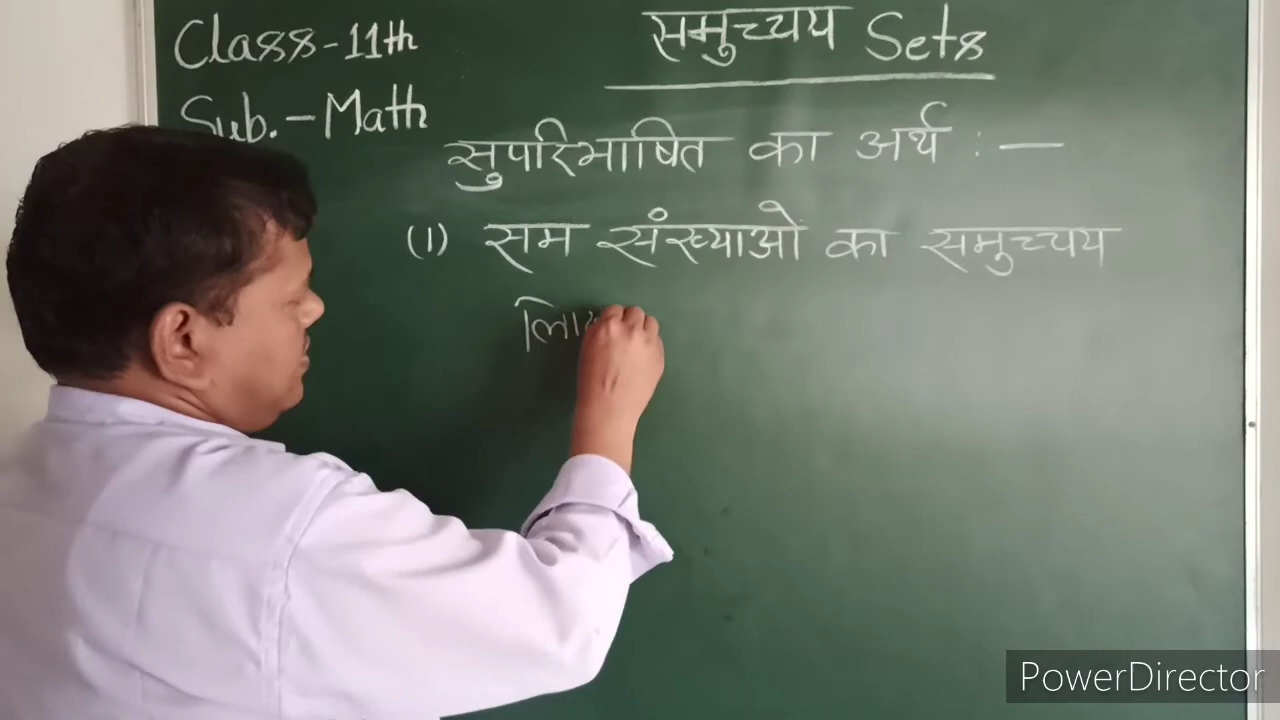 Class-11th
Sub.-Math
समुच्चय Sets
सुपरिभाषित का अर्थ :—
(1) सम संख्याओं का समुच्चय
PowerDirector